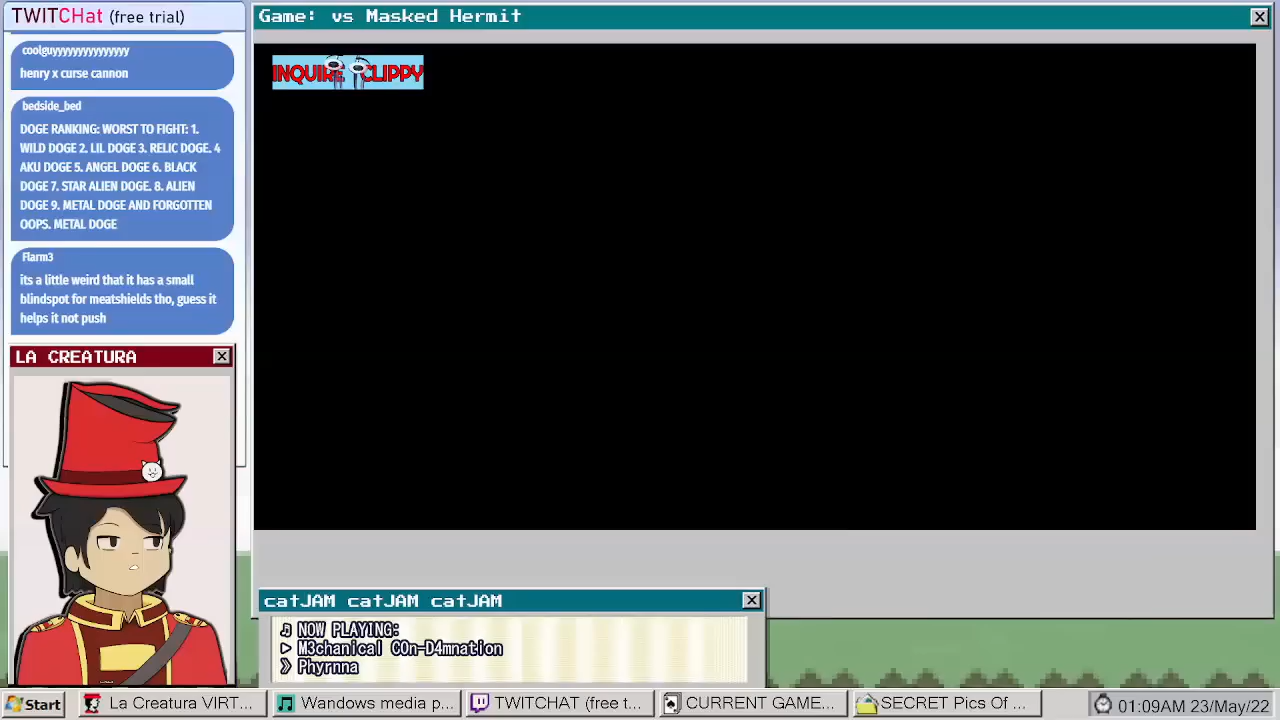 TWITCHat (free trial)
coolguyyyyyyyyyyyyyyy
henry x curse cannon
bedside_bed
DOGE RANKING: WORST TO FIGHT: 1.
WILD DOGE 2. LIL DOGE 3. RELIC DOGE. 4
AKU DOGE 5. ANGEL DOGE 6. BLACK
DOGE 7. STAR ALIEN DOGE. 8. ALIEN
DOGE 9. METAL DOGE AND FORGOTTEN
OOPS. METAL DOGE
Flarm3
its a little weird that it has a small
blindspot for meatshields tho, guess it
helps it not push
LA CREATURA
Game: vs Masked Hermit
INQUIRE CLIPPY
catJAM catJAM catJAM
NOW PLAYING:
M3chanical C0n-D4mnation
Phyrnna
Start
La Creatura VIRT...
Wandows media p...
TWITCHAT (free t...
CURRENT GAME...
SECRET Pics Of ...
01:09AM 23/May/22